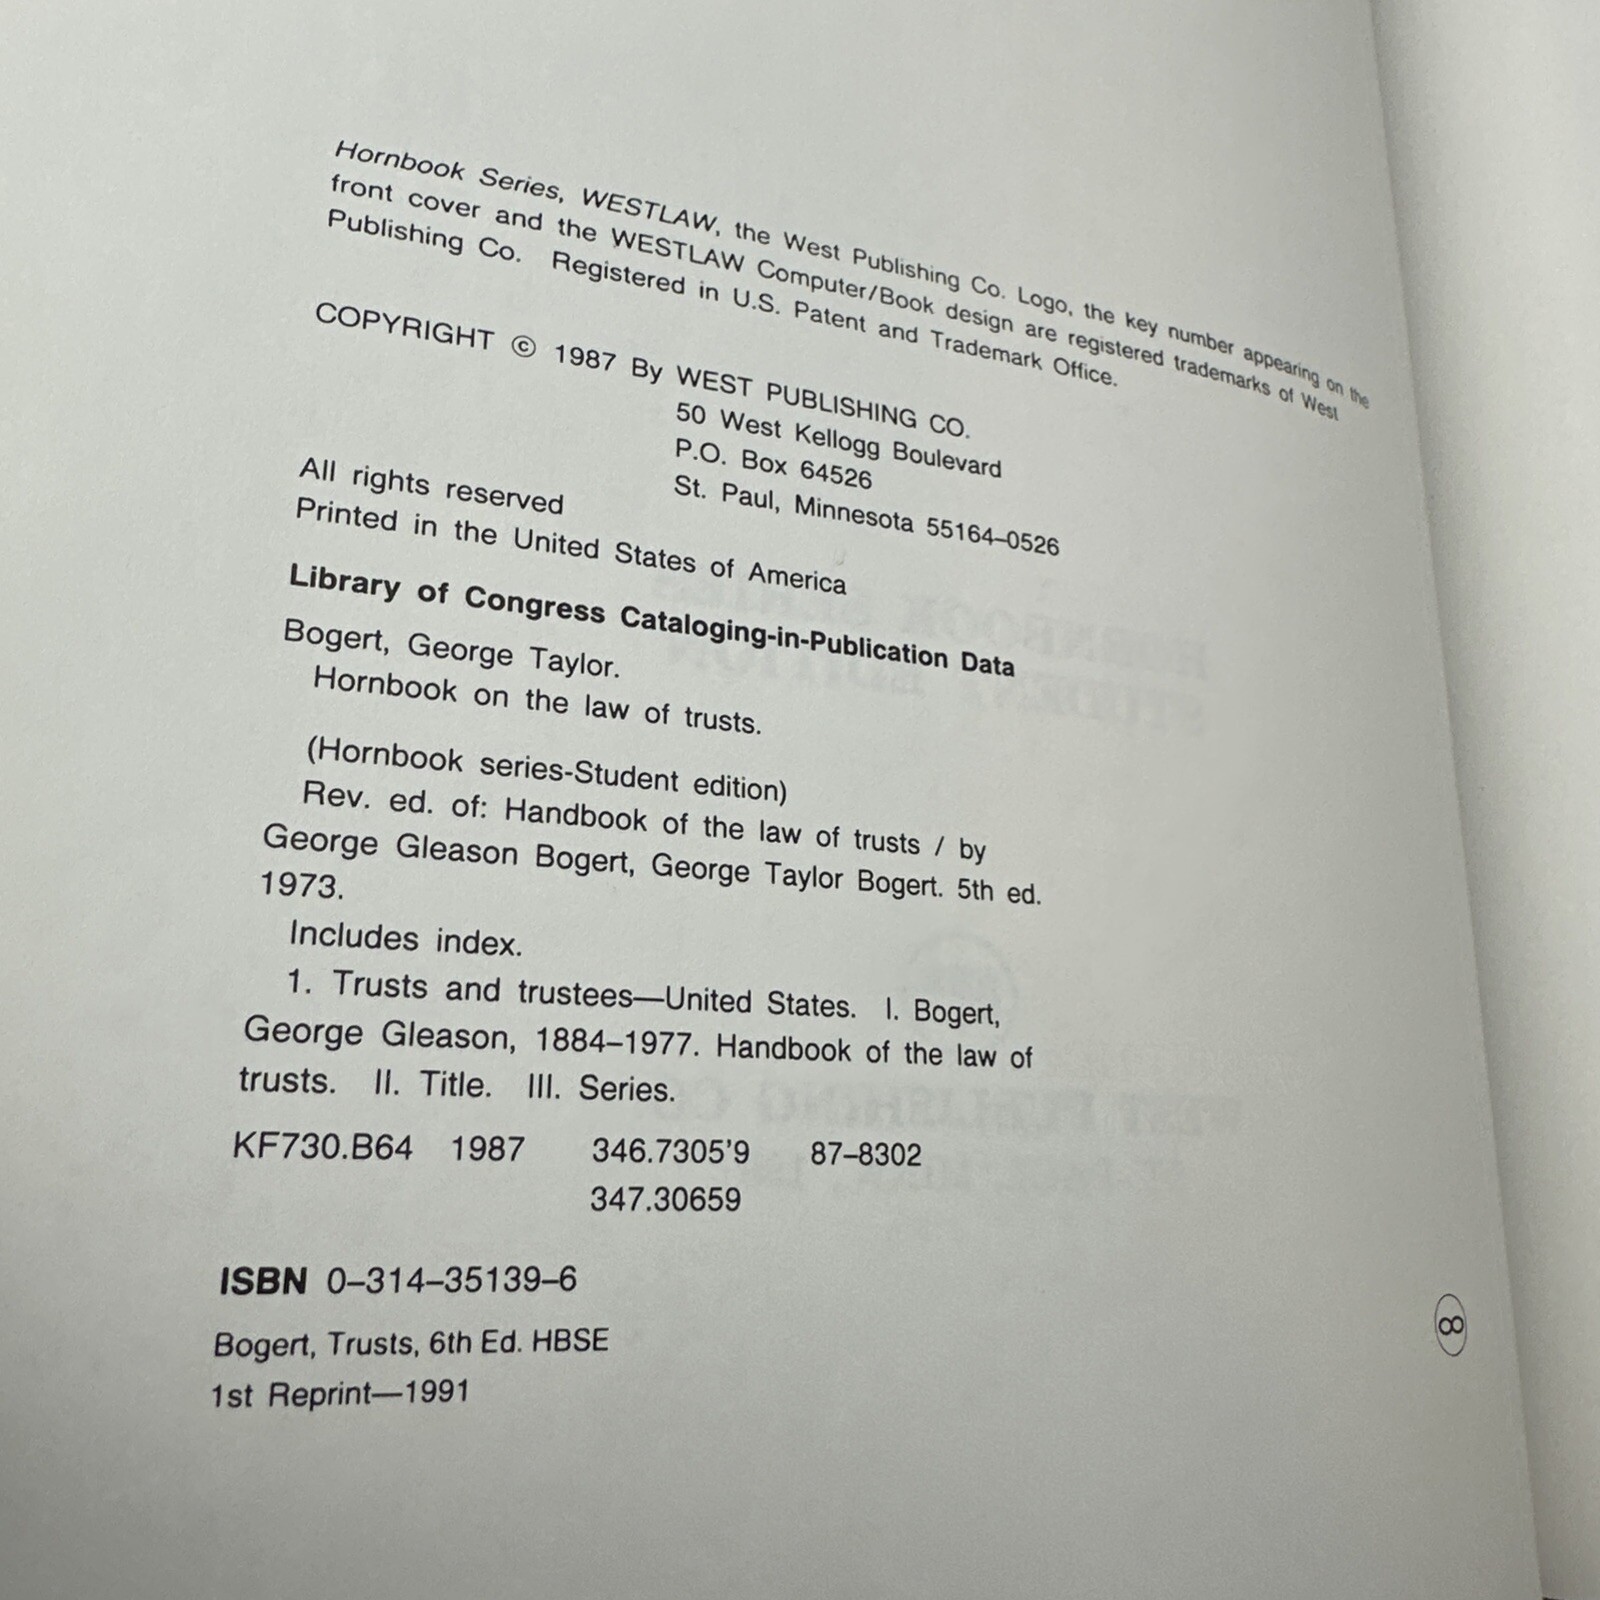 Hornbook Series, WESTLAW, the West Publishing Co. Logo, the key number appearing on the
front cover and the WESTLAW Computer/Book design are registered trademarks of West
Publishing Co. Registered in U.S. Patent and Trademark Office.
COPYRIGHT © 1987 By WEST PUBLISHING CO.
50 West Kellogg Boulevard
P.O. Box 64526
St. Paul, Minnesota 55164–0526
All rights reserved
Printed in the United States of America
Library of Congress Cataloging-in-Publication Data
Bogert, George Taylor.
Hornbook on the law of trusts.
(Hornbook series-Student edition)
Rev. ed. of: Handbook of the law of trusts / by
George Gleason Bogert, George Taylor Bogert. 5th ed.
1973.
Includes index.
1. Trusts and trustees—United States. I. Bogert,
George Gleason, 1884–1977. Handbook of the law of
trusts. II. Title. III. Series.
KF730.B64 1987 346.7305'9 87–8302
347.30659
ISBN 0–314–35139–6
Bogert, Trusts, 6th Ed. HBSE
1st Reprint—1991